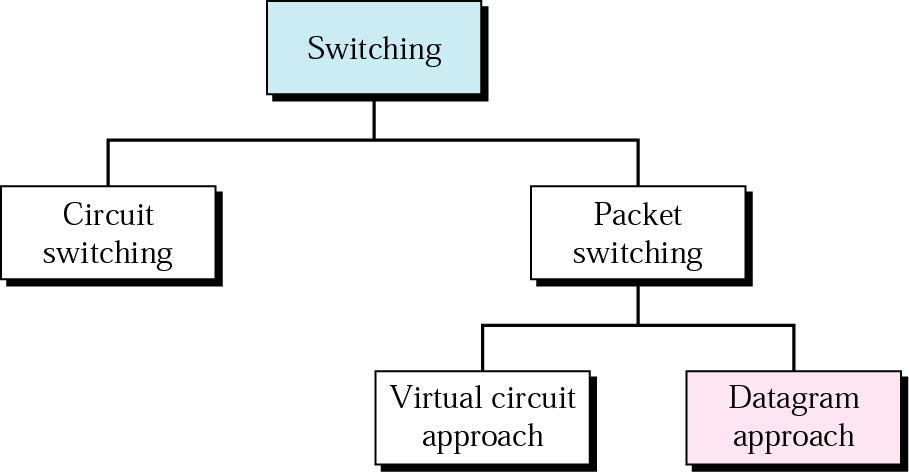 Switching
Circuit
switching
Packet
switching
Virtual circuit
approach
Datagram
approach